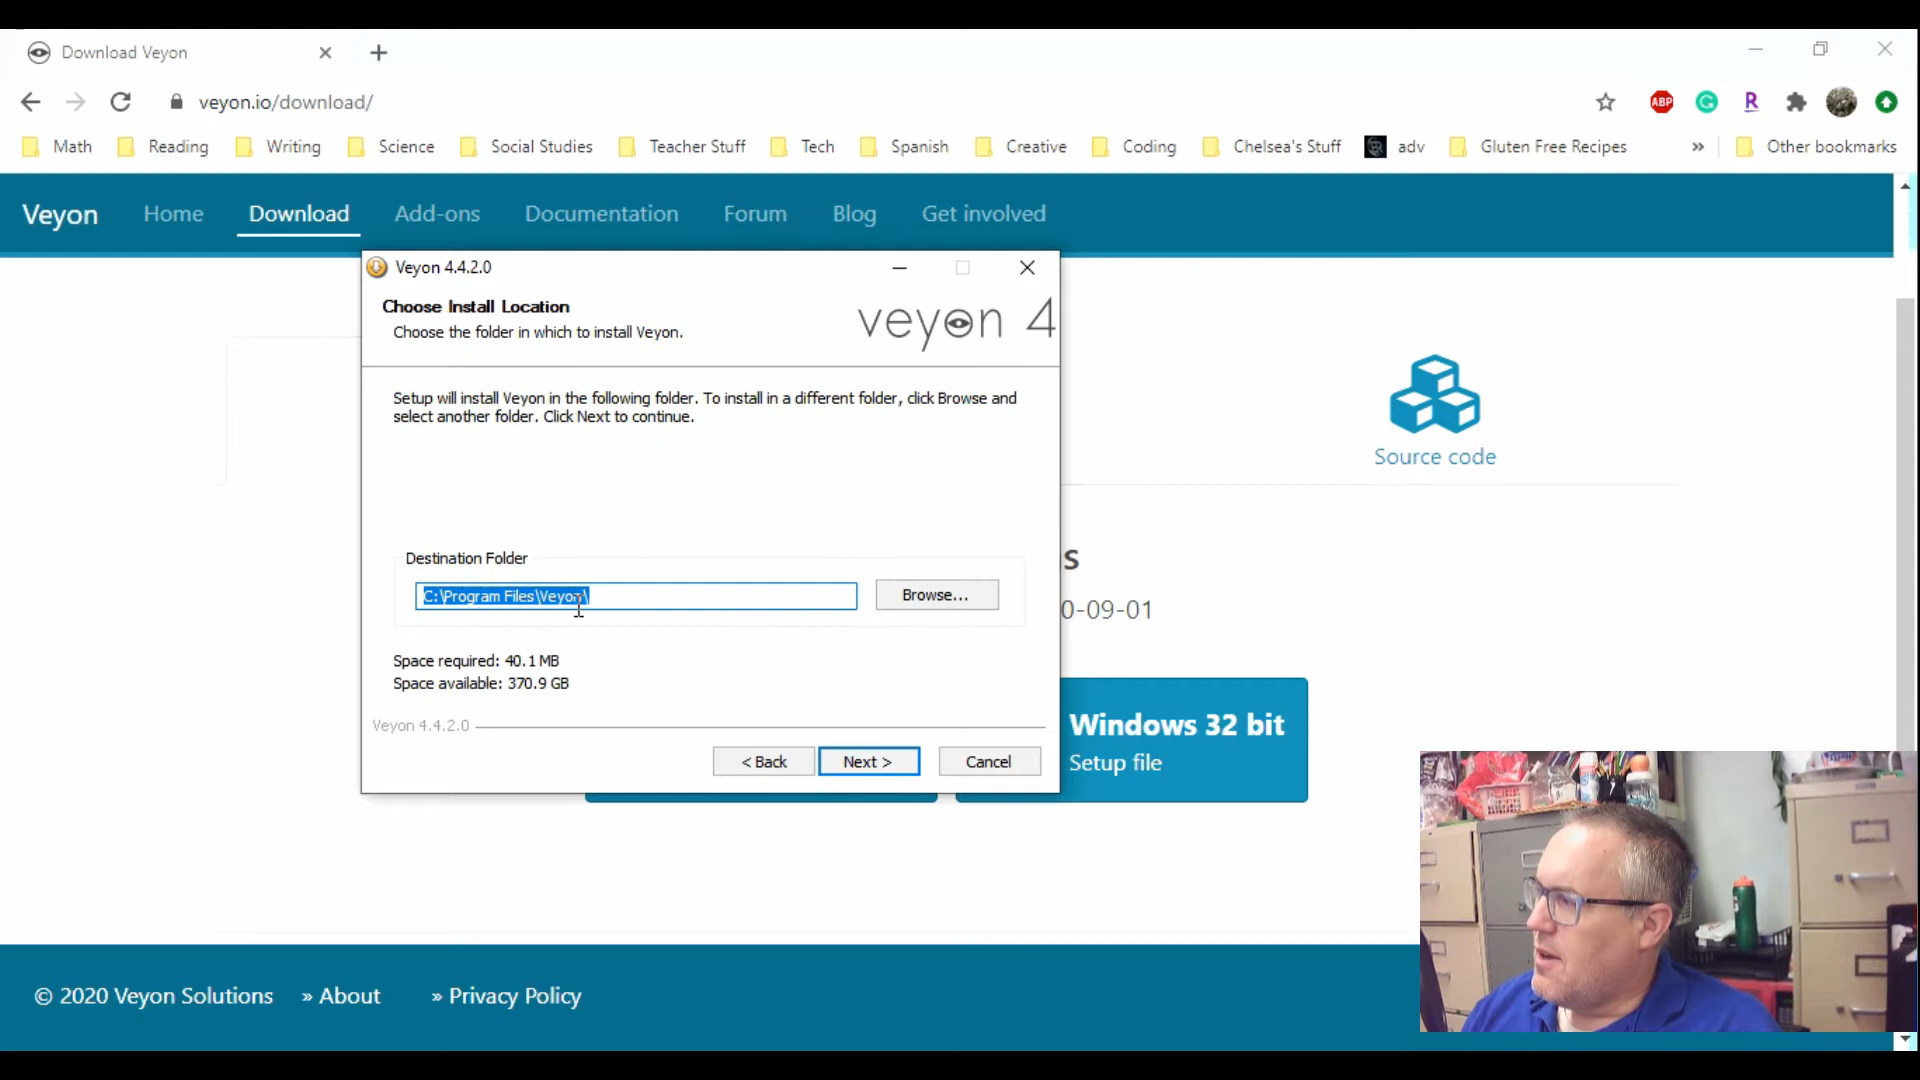 Download Veyon
veyon.io/download/
ABP
G
R
Math Reading Writing Science Social Studies Teacher Stuff Tech Spanish Creative Coding Chelsea's Stuff adv Gluten Free Recipes » Other bookmarks
Veyon Home Download Add-ons Documentation Forum Blog Get involved
Veyon 4.4.2.0
Choose Install Location
Choose the folder in which to install Veyon.
veyon 4
Setup will install Veyon in the following folder. To install in a different folder, click Browse and
select another folder. Click Next to continue.
Source code
Destination Folder
C:\Program Files\Veyon\
Browse...
s
0-09-01
Space required: 40.1 MB
Space available: 370.9 GB
Veyon 4.4.2.0
< Back Next > Cancel
Windows 32 bit
Setup file
© 2020 Veyon Solutions » About » Privacy Policy